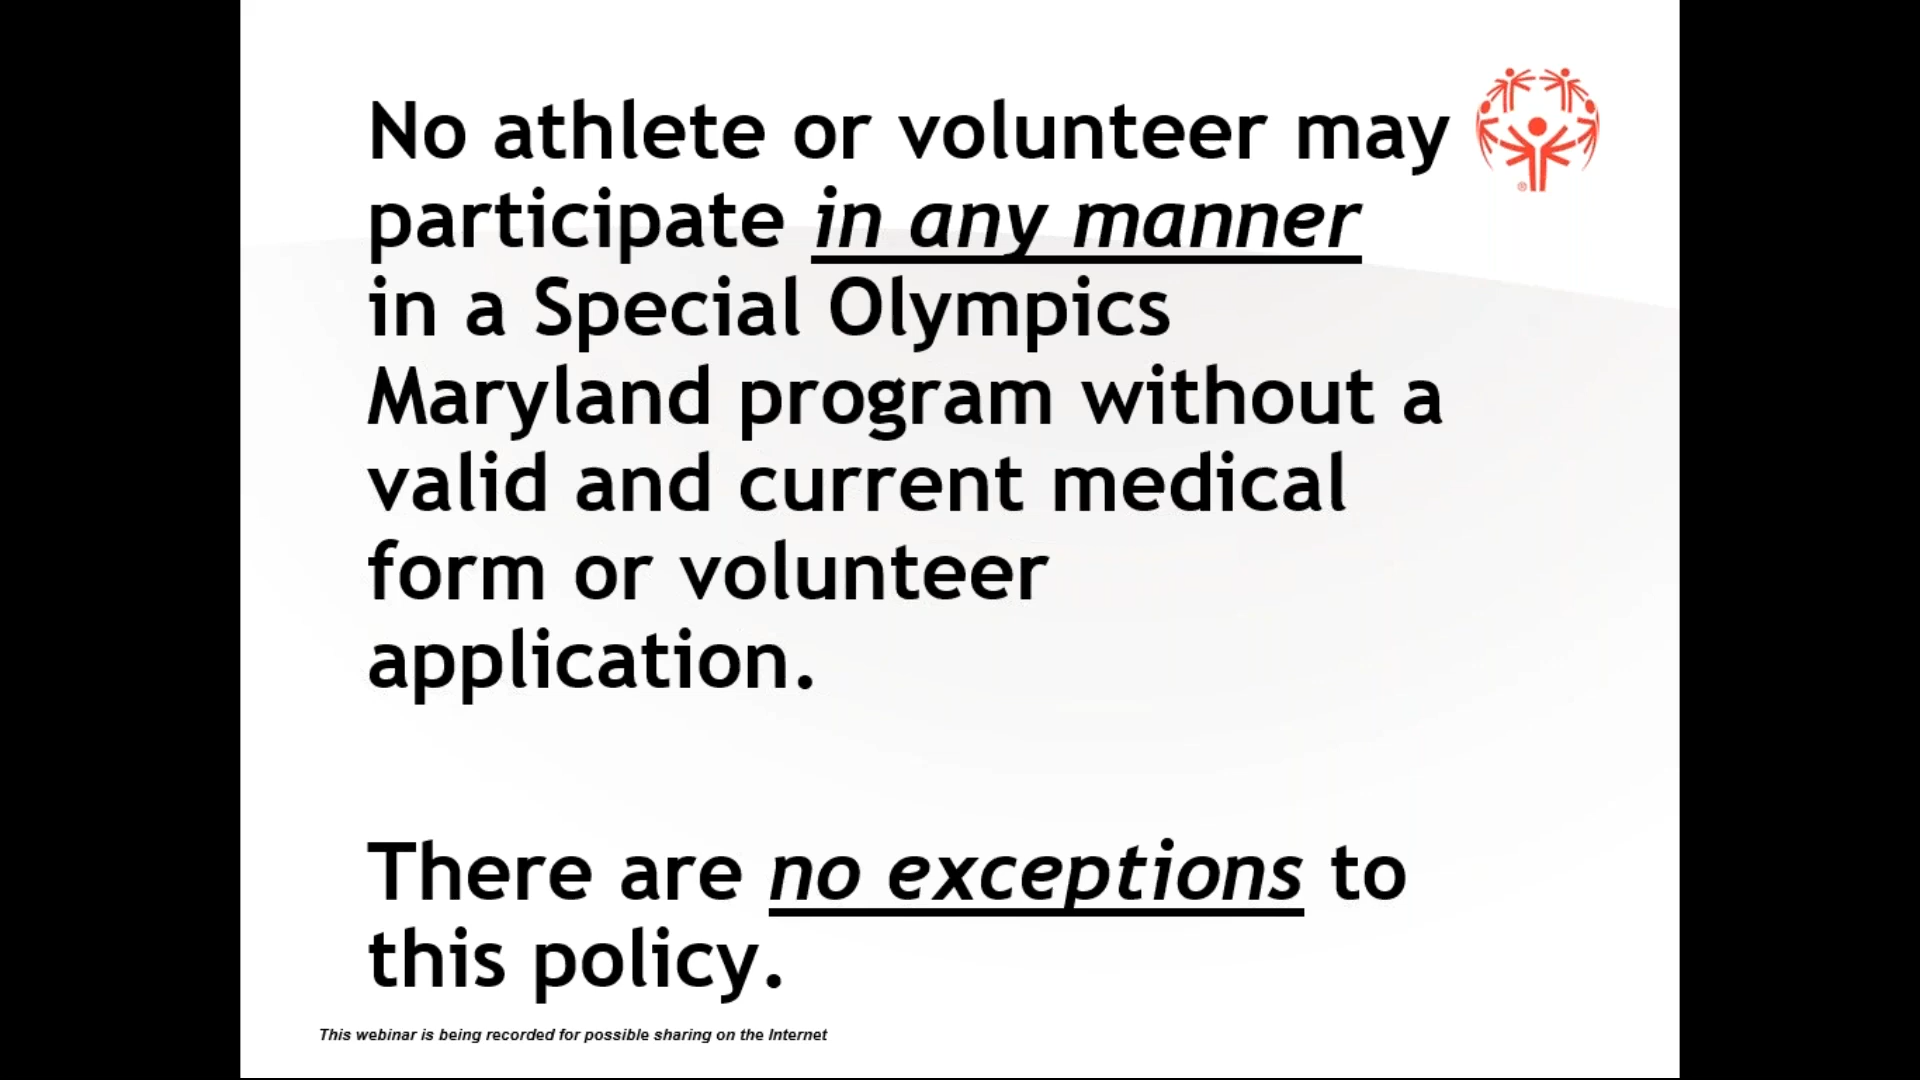 No athlete or volunteer may
participate in any manner
in a Special Olympics
Maryland program without a
valid and current medical
form or volunteer
application.
There are no exceptions to
this policy.
This webinar is being recorded for possible sharing on the Internet